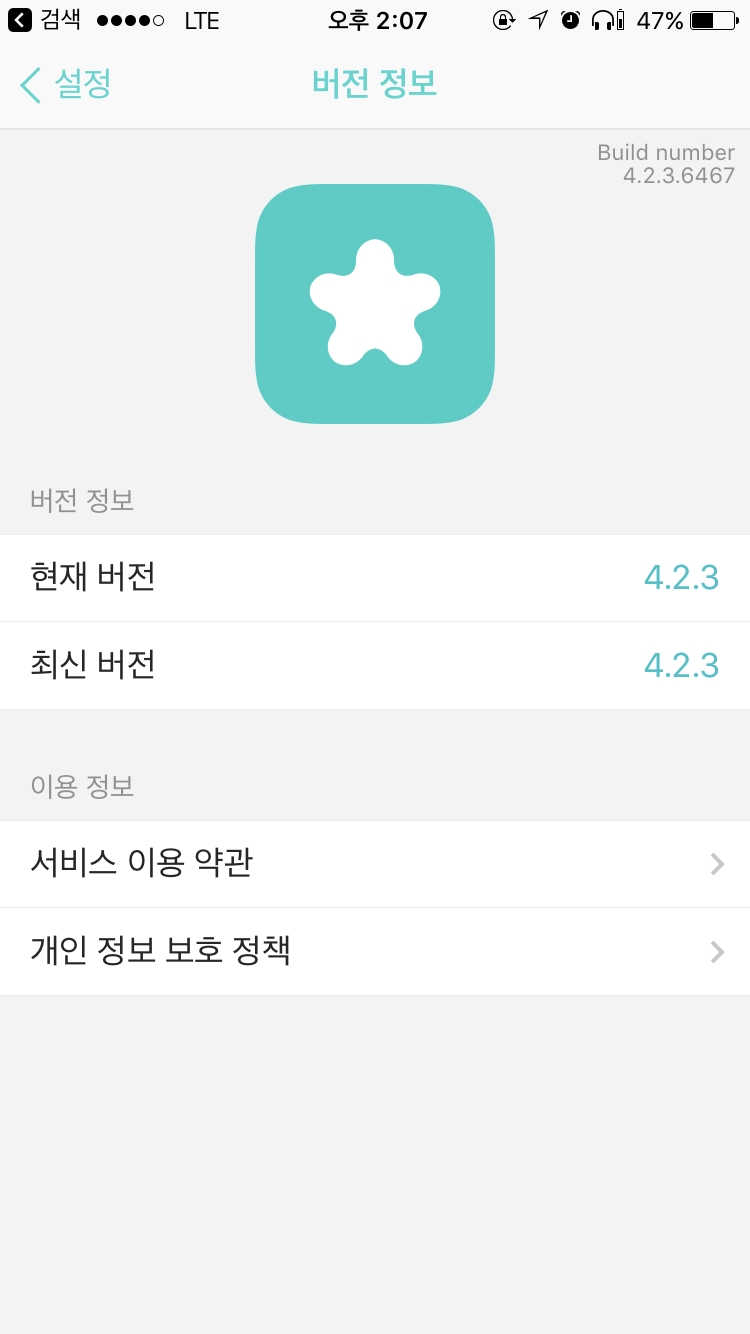 검색 LTE 오후 2:07 47%
설정 버전 정보
Build number
4.2.3.6467
버전 정보
현재 버전 4.2.3
최신 버전 4.2.3
이용 정보
서비스 이용 약관
개인 정보 보호 정책